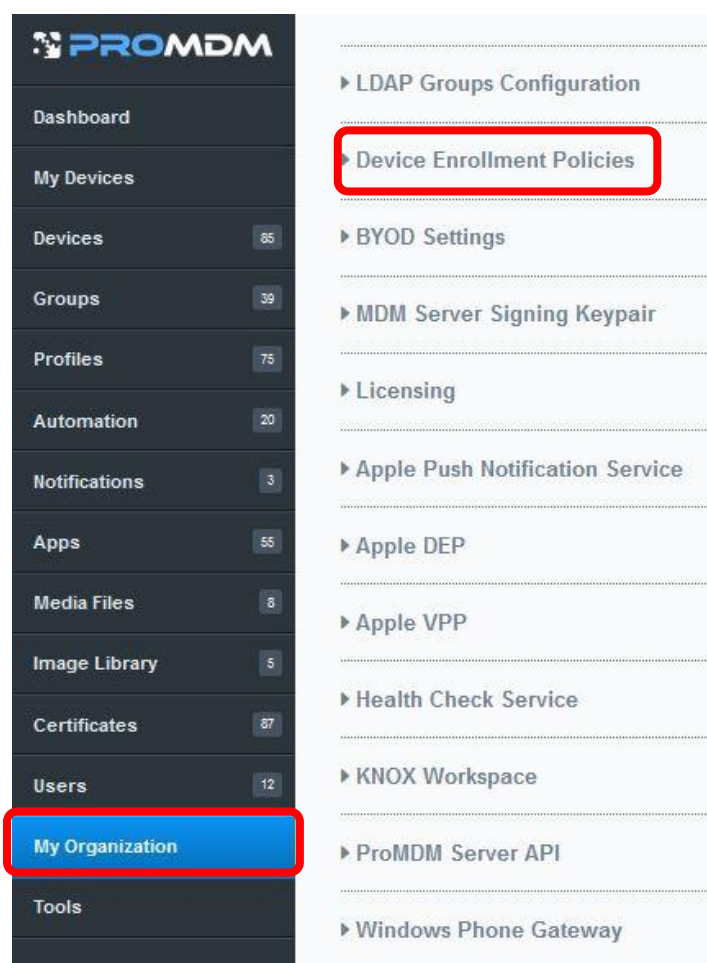 PROMDM
Dashboard
My Devices
Devices 85
Groups 39
Profiles 75
Automation 20
Notifications 3
Apps 55
Media Files 8
Image Library 5
Certificates 87
Users 12
My Organization
Tools
LDAP Groups Configuration
Device Enrollment Policies
BYOD Settings
MDM Server Signing Keypair
Licensing
Apple Push Notification Service
Apple DEP
Apple VPP
Health Check Service
KNOX Workspace
ProMDM Server API
Windows Phone Gateway